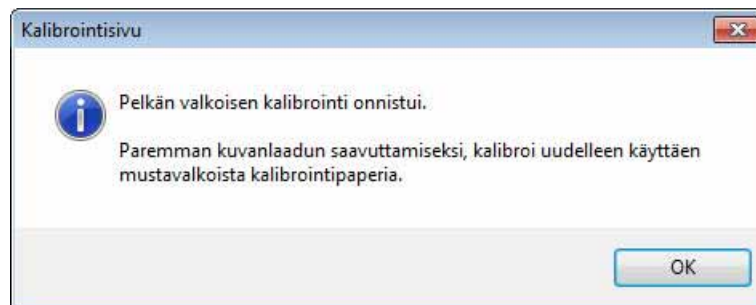 Kalibrointisivu
Pelkän valkoisen kalibrointi onnistui.
Paremman kuvanlaadun saavuttamiseksi, kalibroi uudelleen käyttäen
mustavalkoista kalibrointipaperia.
OK